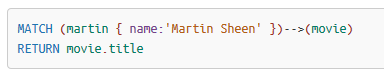 MATCH (martin { name:'Martin Sheen' })-->(movie)
RETURN movie.title